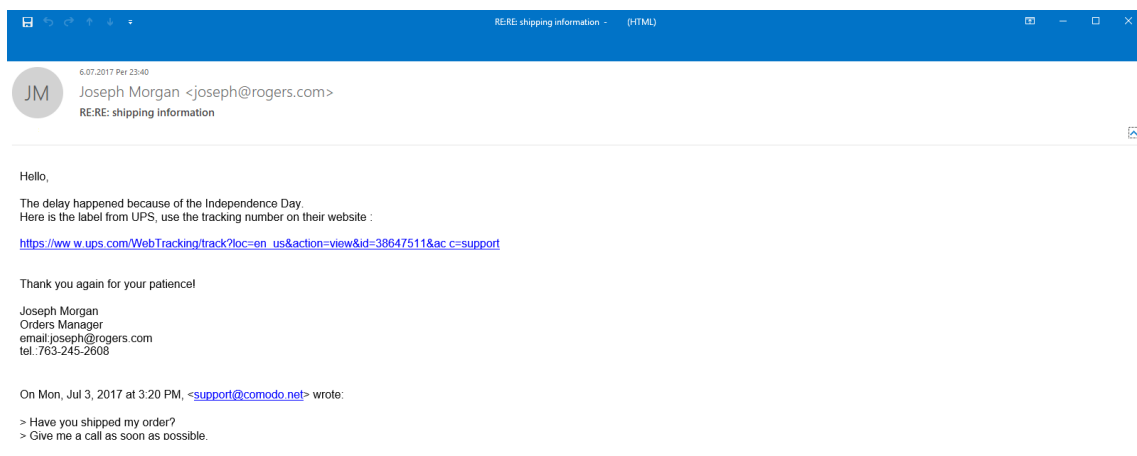 RE:RE: shipping information - (HTML)
6.07.2017 Per 23:40
JM
Joseph Morgan <joseph@rogers.com>
RE:RE: shipping information
Hello,
The delay happened because of the Independence Day.
Here is the label from UPS, use the tracking number on their website :
https://ww w.ups.com/WebTracking/track?loc=en_us&action=view&id=38647511&ac c=support
Thank you again for your patience!
Joseph Morgan
Orders Manager
email:joseph@rogers.com
tel.:763-245-2608
On Mon, Jul 3, 2017 at 3:20 PM, <support@comodo.net> wrote:
> Have you shipped my order?
> Give me a call as soon as possible.